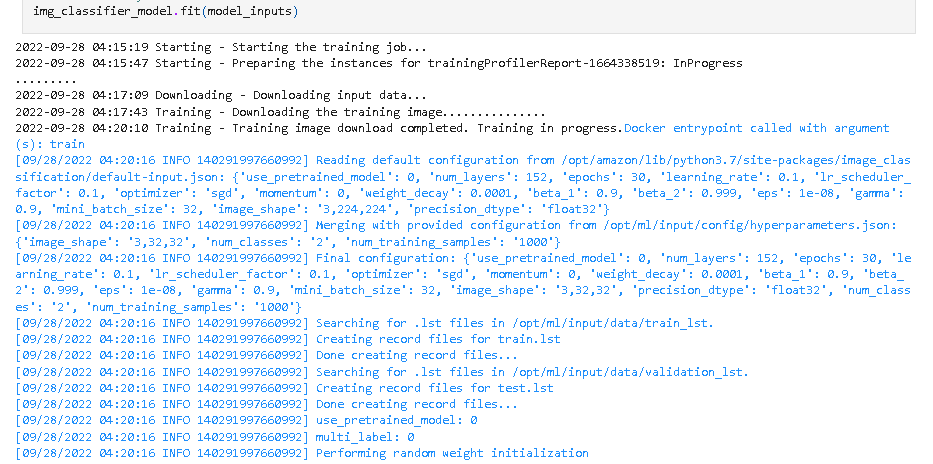 img_classifier_model.fit(model_inputs)
2022-09-28 04:15:19 Starting - Starting the training job...
2022-09-28 04:15:47 Starting - Preparing the instances for trainingProfilerReport-1664338519: InProgress
.........
2022-09-28 04:17:09 Downloading - Downloading input data...
2022-09-28 04:17:43 Training - Downloading the training image...............
2022-09-28 04:20:10 Training - Training image download completed. Training in progress.Docker entrypoint called with argument
(s): train
[09/28/2022 04:20:16 INFO 140291997660992] Reading default configuration from /opt/amazon/lib/python3.7/site-packages/image_clas
sification/default-input.json: {'use_pretrained_model': 0, 'num_layers': 152, 'epochs': 30, 'learning_rate': 0.1, 'lr_scheduler_
factor': 0.1, 'optimizer': 'sgd', 'momentum': 0, 'weight_decay': 0.0001, 'beta_1': 0.9, 'beta_2': 0.999, 'eps': 1e-08, 'gamma':
0.9, 'mini_batch_size': 32, 'image_shape': '3,224,224', 'precision_dtype': 'float32'}
[09/28/2022 04:20:16 INFO 140291997660992] Merging with provided configuration from /opt/ml/input/config/hyperparameters.json:
{'image_shape': '3,32,32', 'num_classes': '2', 'num_training_samples': '1000'}
[09/28/2022 04:20:16 INFO 140291997660992] Final configuration: {'use_pretrained_model': 0, 'num_layers': 152, 'epochs': 30, 'le
arning_rate': 0.1, 'lr_scheduler_factor': 0.1, 'optimizer': 'sgd', 'momentum': 0, 'weight_decay': 0.0001, 'beta_1': 0.9, 'beta_
2': 0.999, 'eps': 1e-08, 'gamma': 0.9, 'mini_batch_size': 32, 'image_shape': '3,32,32', 'precision_dtype': 'float32', 'num_class
es': '2', 'num_training_samples': '1000'}
[09/28/2022 04:20:16 INFO 140291997660992] Searching for .lst files in /opt/ml/input/data/train_lst.
[09/28/2022 04:20:16 INFO 140291997660992] Creating record files for train.lst
[09/28/2022 04:20:16 INFO 140291997660992] Done creating record files...
[09/28/2022 04:20:16 INFO 140291997660992] Searching for .lst files in /opt/ml/input/data/validation_lst.
[09/28/2022 04:20:16 INFO 140291997660992] Creating record files for test.lst
[09/28/2022 04:20:16 INFO 140291997660992] Done creating record files...
[09/28/2022 04:20:16 INFO 140291997660992] use_pretrained_model: 0
[09/28/2022 04:20:16 INFO 140291997660992] multi_label: 0
[09/28/2022 04:20:16 INFO 140291997660992] Performing random weight initialization